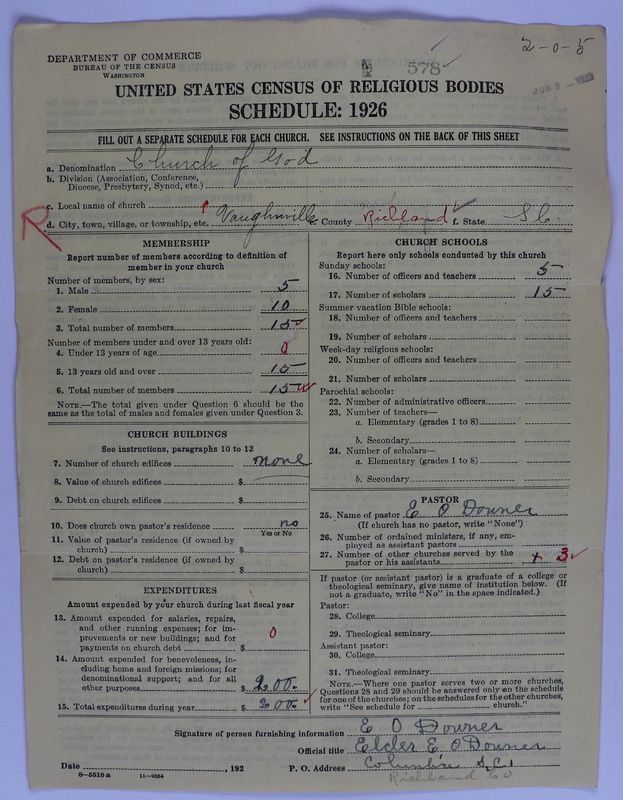 2-0-5
578
DEPARTMENT OF COMMERCE
BUREAU OF THE CENSUS
WASHINGTON
UNITED STATES CENSUS OF RELIGIOUS BODIES
SCHEDULE: 1926
FILL OUT A SEPARATE SCHEDULE FOR EACH CHURCH. SEE INSTRUCTIONS ON THE BACK OF THIS SHEET
a. Denomination Church of God
b. Division (Association, Conference, Diocese, Presbytery, Synod, etc.)
c. Local name of church
R
d. City, town, village, or township, etc. Vaughnville e. County Richland f. State S C.
MEMBERSHIP
Report number of members according to definition of member in your church
Number of members, by sex:
1. Male 5
2. Female 10
3. Total number of members 15
Number of members under and over 13 years old:
4. Under 13 years of age 0
5. 13 years old and over 15
6. Total number of members 15
NOTE.—The total given under Question 6 should be the same as the total of males and females given under Question 3.
CHURCH BUILDINGS
See instructions, paragraphs 10 to 12
7. Number of church edifices none
8. Value of church edifices $
9. Debt on church edifices $
10. Does church own pastor's residence no
Yes or No
11. Value of pastor's residence (if owned by church) $
12. Debt on pastor's residence (if owned by church) $
EXPENDITURES
Amount expended by your church during last fiscal year
13. Amount expended for salaries, repairs, and other running expenses; for improvements or new buildings; and for payments on church debt $ 0
14. Amount expended for benevolences, including home and foreign missions; for denominational support; and for all other purposes $ 2.00
15. Total expenditures during year $ 2.00
CHURCH SCHOOLS
Report here only schools conducted by this church
Sunday schools:
16. Number of officers and teachers 5
17. Number of scholars 15
Summer vacation Bible schools:
18. Number of officers and teachers
19. Number of scholars
Week-day religious schools:
20. Number of officers and teachers
21. Number of scholars
Parochial schools:
22. Number of administrative officers
23. Number of teachers—
a. Elementary (grades 1 to 8)
b. Secondary
24. Number of scholars—
a. Elementary (grades 1 to 8)
b. Secondary
PASTOR
25. Name of pastor E O Downer
(If church has no pastor, write "None")
26. Number of ordained ministers, if any, employed as assistant pastors
27. Number of other churches served by the pastor or his assistants 3
If pastor (or assistant pastor) is a graduate of a college or theological seminary, give name of institution below. (If not a graduate, write "No" in the space indicated.)
Pastor:
28. College
29. Theological seminary
Assistant pastor:
30. College
31. Theological seminary
NOTE.—Where one pastor serves two or more churches, Questions 28 and 29 should be answered only on the schedule for one of the churches; on the schedules for the other churches, write "See schedule for church."
Signature of person furnishing information E O Downer
Official title Elder E O Downer
Date , 192 P. O. Address Columbia S,C,
Richland Co
8-5518 a 11-9054